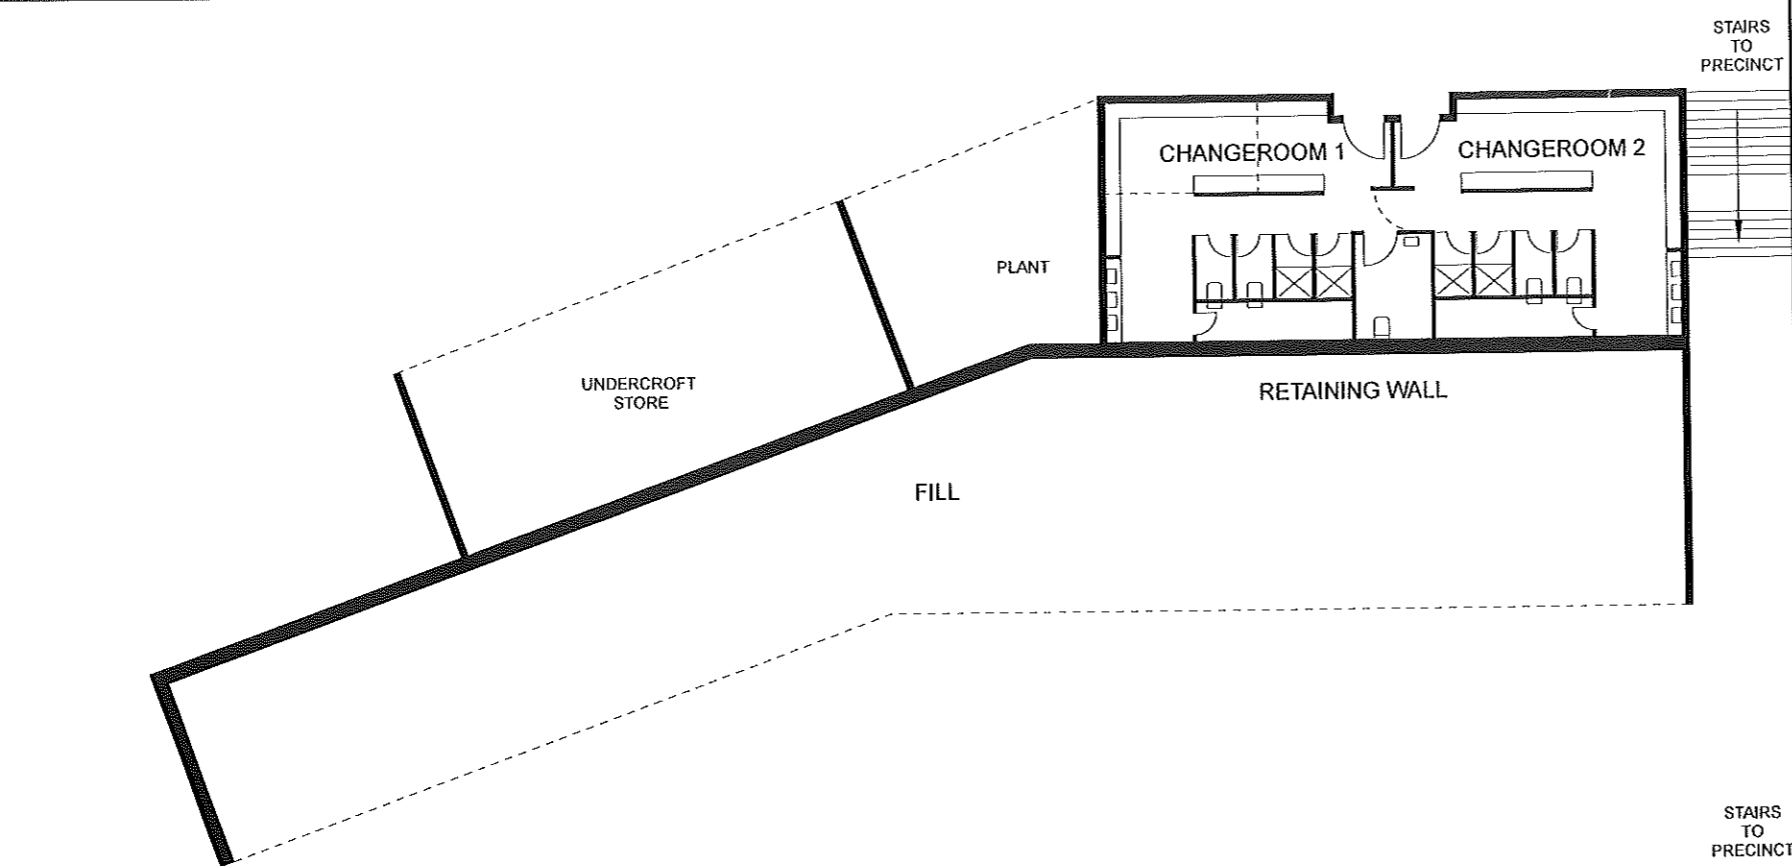 STAIRS
TO
PRECINCT
CHANGEROOM 1
CHANGEROOM 2
PLANT
UNDERCROFT
STORE
RETAINING WALL
FILL
STAIRS
TO
PRECINCT